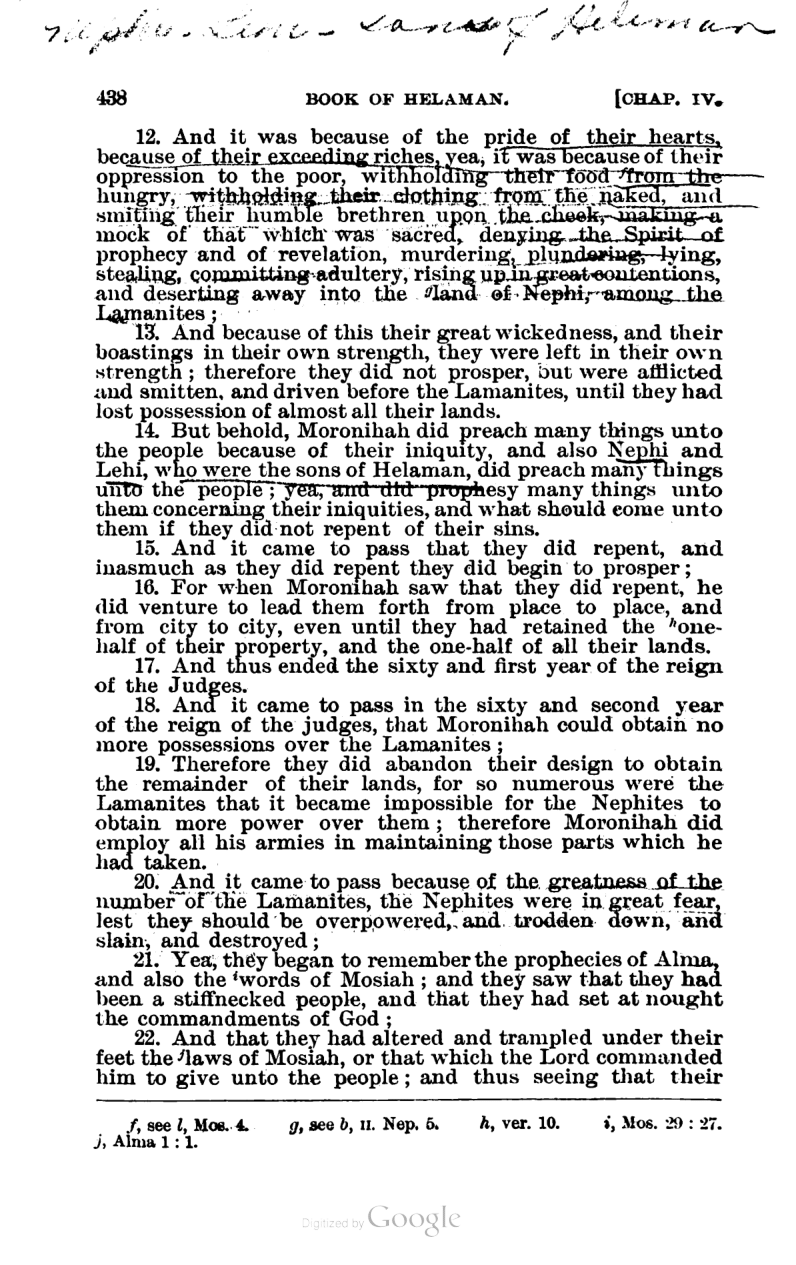 Nephi - Lehi - sons of Helaman
438 BOOK OF HELAMAN. [CHAP. IV.
12. And it was because of the pride of their hearts,
because of their exceeding riches, yea, it was because of their
oppression to the poor, withholding their food ᶠfrom the
hungry, withholding their clothing from the naked, and
smiting their humble brethren upon the cheek, making a
mock of that which was sacred, denying the Spirit of
prophecy and of revelation, murdering, plundering, lying,
stealing, committing adultery, rising up in great contentions,
and deserting away into the ᵍland of Nephi, among the
Lamanites;
13. And because of this their great wickedness, and their
boastings in their own strength, they were left in their own
strength; therefore they did not prosper, but were afflicted
and smitten, and driven before the Lamanites, until they had
lost possession of almost all their lands.
14. But behold, Moronihah did preach many things unto
the people because of their iniquity, and also Nephi and
Lehi, who were the sons of Helaman, did preach many things
unto the people; yea, and did prophesy many things unto
them concerning their iniquities, and what should come unto
them if they did not repent of their sins.
15. And it came to pass that they did repent, and
inasmuch as they did repent they did begin to prosper;
16. For when Moronihah saw that they did repent, he
did venture to lead them forth from place to place, and
from city to city, even until they had retained the ʰone-
half of their property, and the one-half of all their lands.
17. And thus ended the sixty and first year of the reign
of the Judges.
18. And it came to pass in the sixty and second year
of the reign of the judges, that Moronihah could obtain no
more possessions over the Lamanites;
19. Therefore they did abandon their design to obtain
the remainder of their lands, for so numerous were the
Lamanites that it became impossible for the Nephites to
obtain more power over them; therefore Moronihah did
employ all his armies in maintaining those parts which he
had taken.
20. And it came to pass because of the greatness of the
number of the Lamanites, the Nephites were in great fear,
lest they should be overpowered, and trodden down, and
slain, and destroyed;
21. Yea, they began to remember the prophecies of Alma,
and also the ⁱwords of Mosiah; and they saw that they had
been a stiffnecked people, and that they had set at nought
the commandments of God;
22. And that they had altered and trampled under their
feet the ʲlaws of Mosiah, or that which the Lord commanded
him to give unto the people; and thus seeing that their
f, see l, Mos. 4. g, see b, II. Nep. 5. h, ver. 10. i, Mos. 29 : 27.
j, Alma 1 : 1.
Digitized by Google